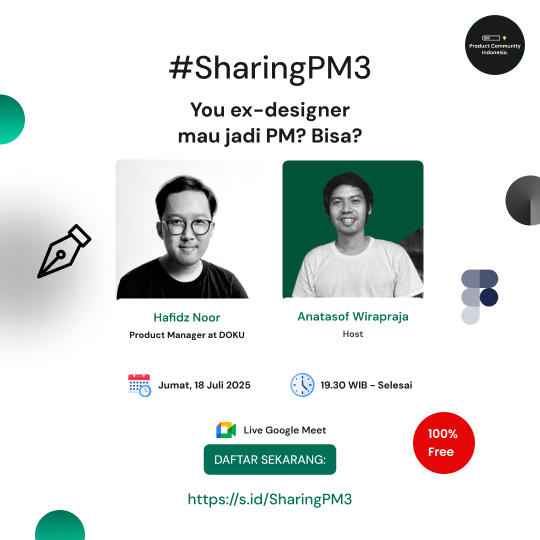 Product Community
Indonesia.
#SharingPM3
You ex-designer
mau jadi PM? Bisa?
Hafidz Noor
Product Manager at DOKU
Anatasof Wirapraja
Host
Jumat, 18 Juli 2025
19.30 WIB - Selesai
Live Google Meet
100%
Free
DAFTAR SEKARANG:
https://s.id/SharingPM3